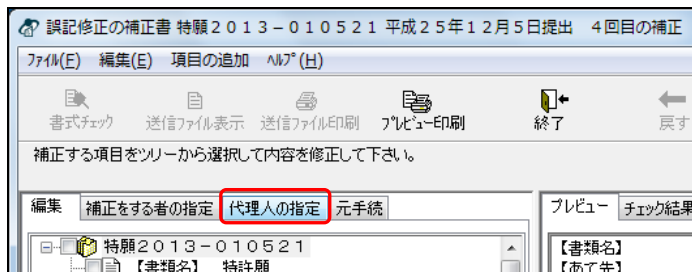 誤記修正の補正書 特願２０１３－０１０５２１ 平成２５年１２月５日提出 ４回目の補正
ﾌｧｲﾙ(F) 編集(E) 項目の追加 ﾍﾙﾌﾟ(H)
書式ﾁｪｯｸ 送信ﾌｧｲﾙ表示 送信ﾌｧｲﾙ印刷 ﾌﾟﾚﾋﾞｭｰ印刷 終了 戻す
補正する項目をツリーから選択して内容を修正して下さい。
編集 補正をする者の指定 代理人の指定 元手続 プレビュー チェック結果
特願２０１３－０１０５２１ 【書類名】
【書類名】 特許願 【あて先】